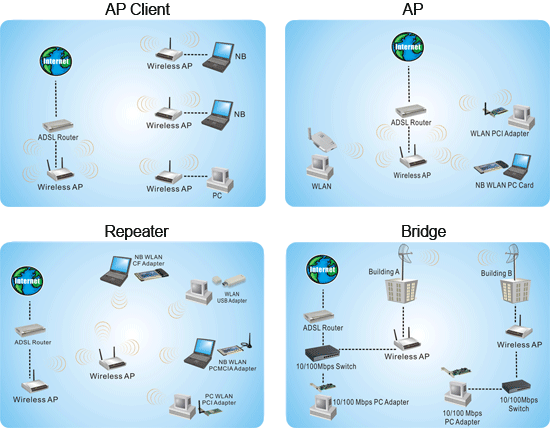 AP Client
Internet
ADSL Router
Wireless AP
Wireless AP
NB
Wireless AP
NB
Wireless AP
PC
AP
Internet
ADSL Router
Wireless AP
WLAN
WLAN PCI Adapter
NB WLAN PC Card
Repeater
Internet
ADSL Router
Wireless AP
Wireless AP
NB WLAN
CF Adapter
WLAN
USB Adapter
NB WLAN
PCMCIA Adapter
PC WLAN
PCI Adapter
Bridge
Internet
ADSL Router
10/100Mbps Switch
10/100 Mbps PC Adapter
Building A
Wireless AP
Building B
Wireless AP
10/100Mbps
Switch
10/100 Mbps
PC Adapter